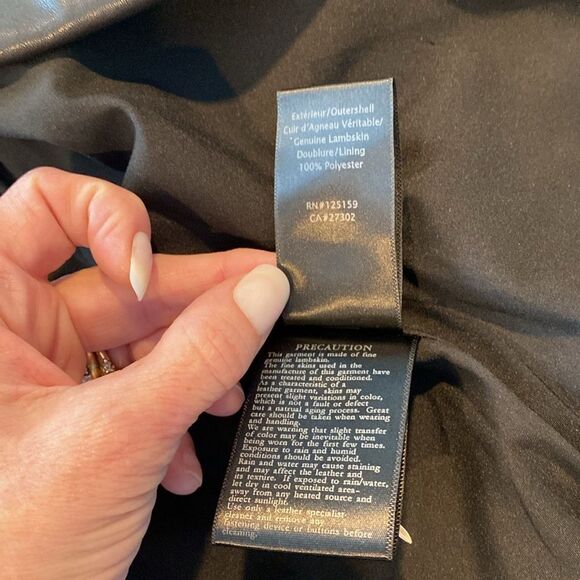 Extérieur/Outershell
Cuir d'Agneau Véritable/
Genuine Lambskin
Doublure/Lining
100% Polyester
RN#125159
CA#27302
PRECAUTION
This garment is made of fine
genuine lambskin.
The fine skins used in the
manufacture of this garment have
been treated and conditioned.
As a characteristic of a
leather garment, skins may
present slight variations in color,
which is not a fault or defect
but a natrual aging process. Great
care should be taken when wearing
and handling.
We are warning that slight transfer
of color may be inevitable when
being worn for the first few times.
Exposure to rain and humid
conditions should be avoided.
Rain and water may cause staining
and may affect the leather and
its texture. If exposed to rain/water,
let dry in cool ventilated area-
away from any heated source and
direct sunlight.
Use only a leather specialist
cleaner and remove any
fastening device or buttons before
cleaning.